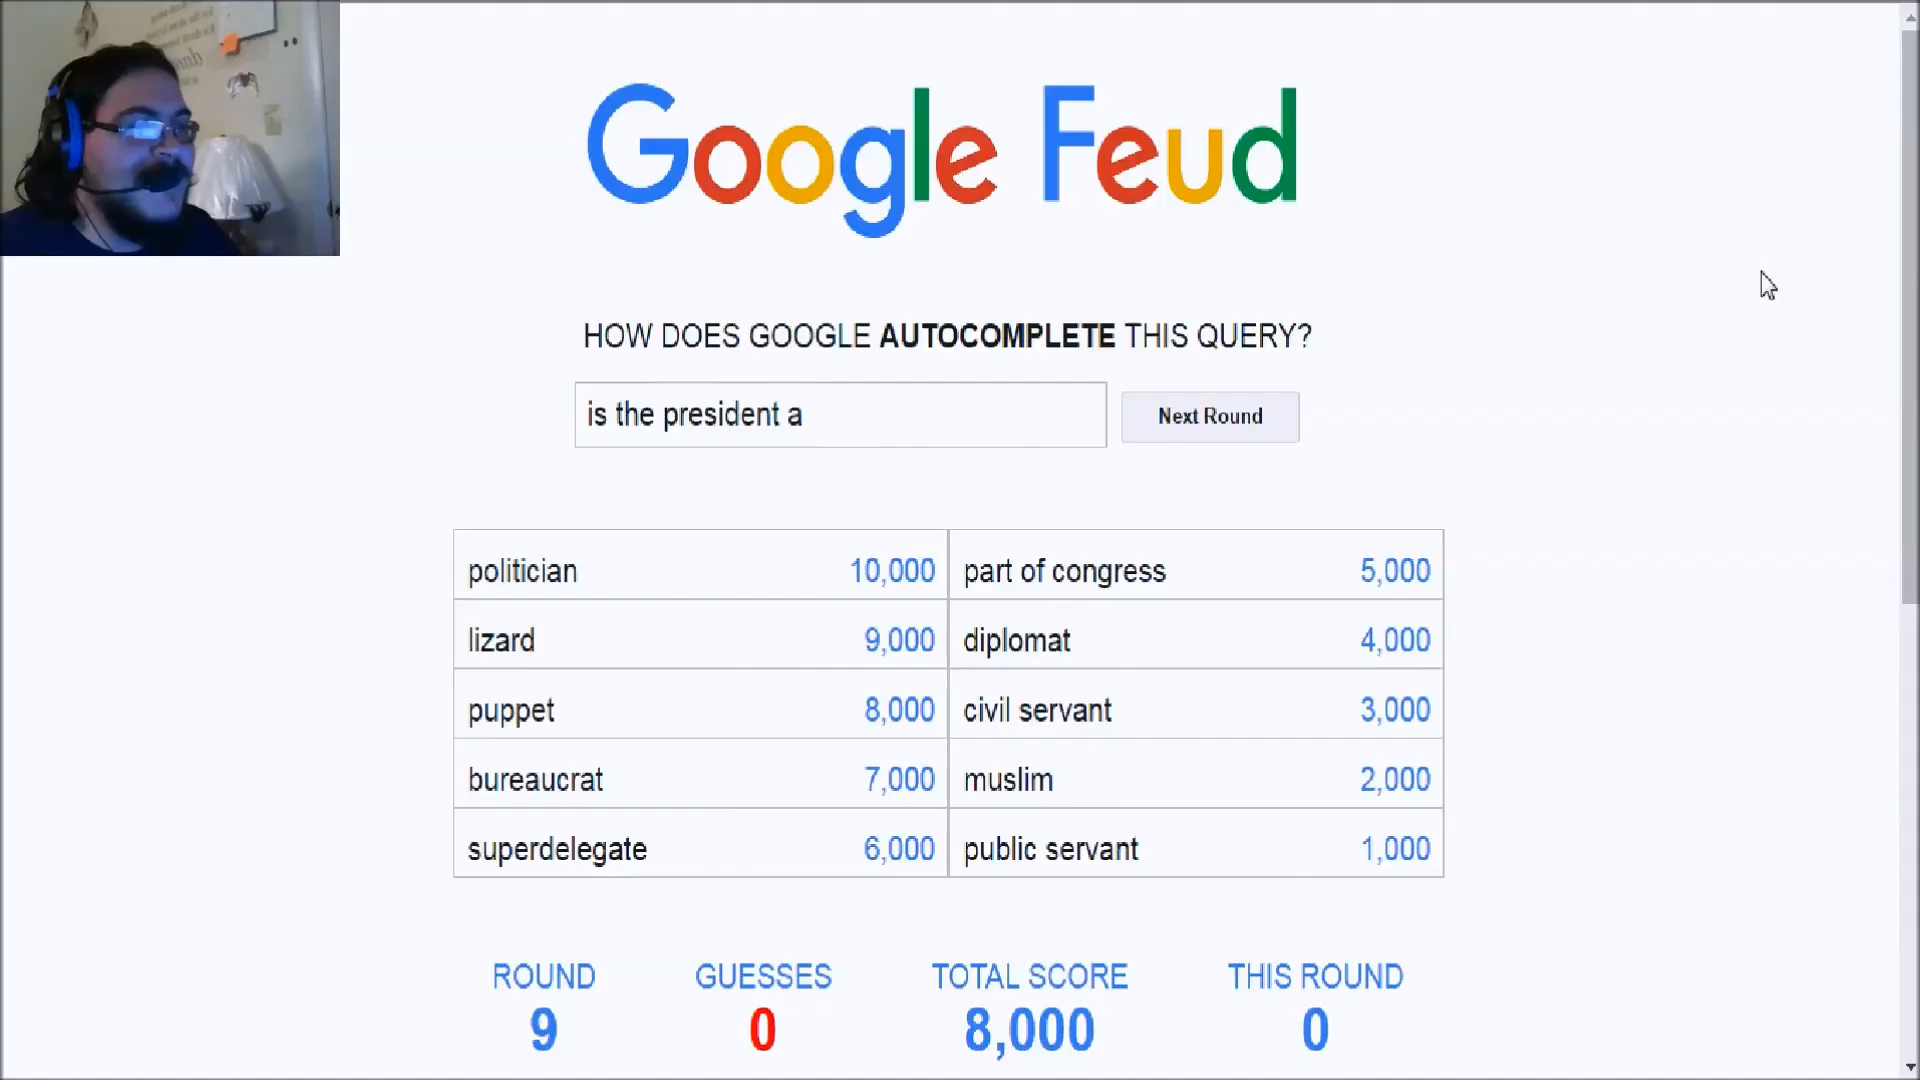 Google Feud
HOW DOES GOOGLE AUTOCOMPLETE THIS QUERY?
is the president a
Next Round
politician 10,000
part of congress 5,000
lizard 9,000
diplomat 4,000
puppet 8,000
civil servant 3,000
bureaucrat 7,000
muslim 2,000
superdelegate 6,000
public servant 1,000
ROUND GUESSES TOTAL SCORE THIS ROUND
9 0 8,000 0